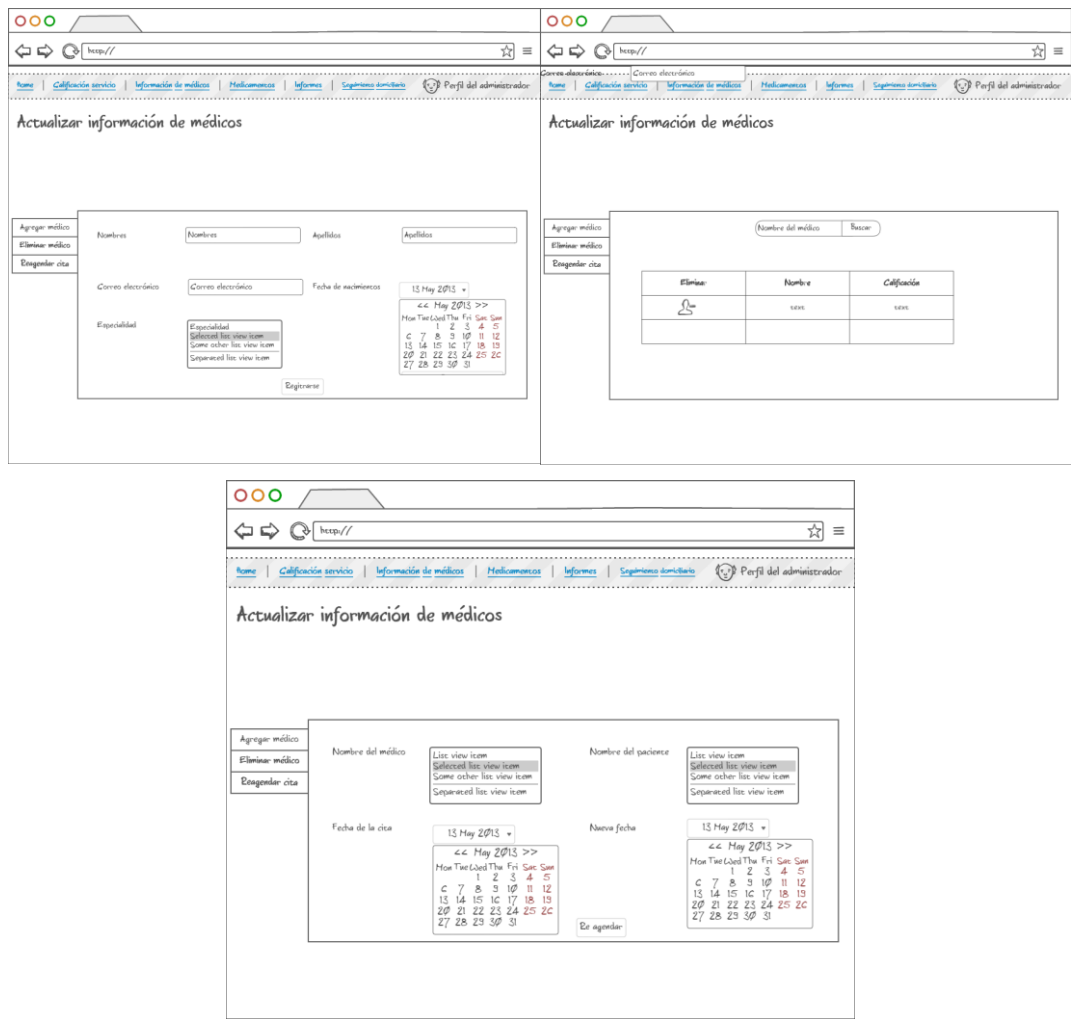 http://
Home | Calificación servicio | Información de médicos | Medicamentos | Informes | Seguimiento domiciliario Perfil del administrador
Actualizar información de médicos
Agregar médico
Eliminar médico
Reagendar cita
Nombres Nombres Apellidos Apellidos
Correo electrónico Correo electrónico Fecha de nacimientos 13 May 2013
<< May 2013 >>
Mon Tue Wed Thu Fri Sat Sun
1 2 3 4 5
6 7 8 9 10 11 12
13 14 15 16 17 18 19
20 21 22 23 24 25 26
27 28 29 30 31
Especialidad Especialidad
Selected list view item
Some other list view item
Separated list view item
Registrarse
http://
Correo electrónico Correo electrónico
Home | Calificación servicio | Información de médicos | Medicamentos | Informes | Seguimiento domiciliario Perfil del administrador
Actualizar información de médicos
Agregar médico
Eliminar médico
Reagendar cita
Nombre del médico Buscar
Eliminar Nombre Calificación
text text
http://
Home | Calificación servicio | Información de médicos | Medicamentos | Informes | Seguimiento domiciliario Perfil del administrador
Actualizar información de médicos
Agregar médico
Eliminar médico
Reagendar cita
Nombre del médico List view item
Selected list view item
Some other list view item
Separated list view item
Nombre del paciente List view item
Selected list view item
Some other list view item
Separated list view item
Fecha de la cita 13 May 2013
<< May 2013 >>
Mon Tue Wed Thu Fri Sat Sun
1 2 3 4 5
6 7 8 9 10 11 12
13 14 15 16 17 18 19
20 21 22 23 24 25 26
27 28 29 30 31
Nueva fecha 13 May 2013
<< May 2013 >>
Mon Tue Wed Thu Fri Sat Sun
1 2 3 4 5
6 7 8 9 10 11 12
13 14 15 16 17 18 19
20 21 22 23 24 25 26
27 28 29 30 31
Re agendar